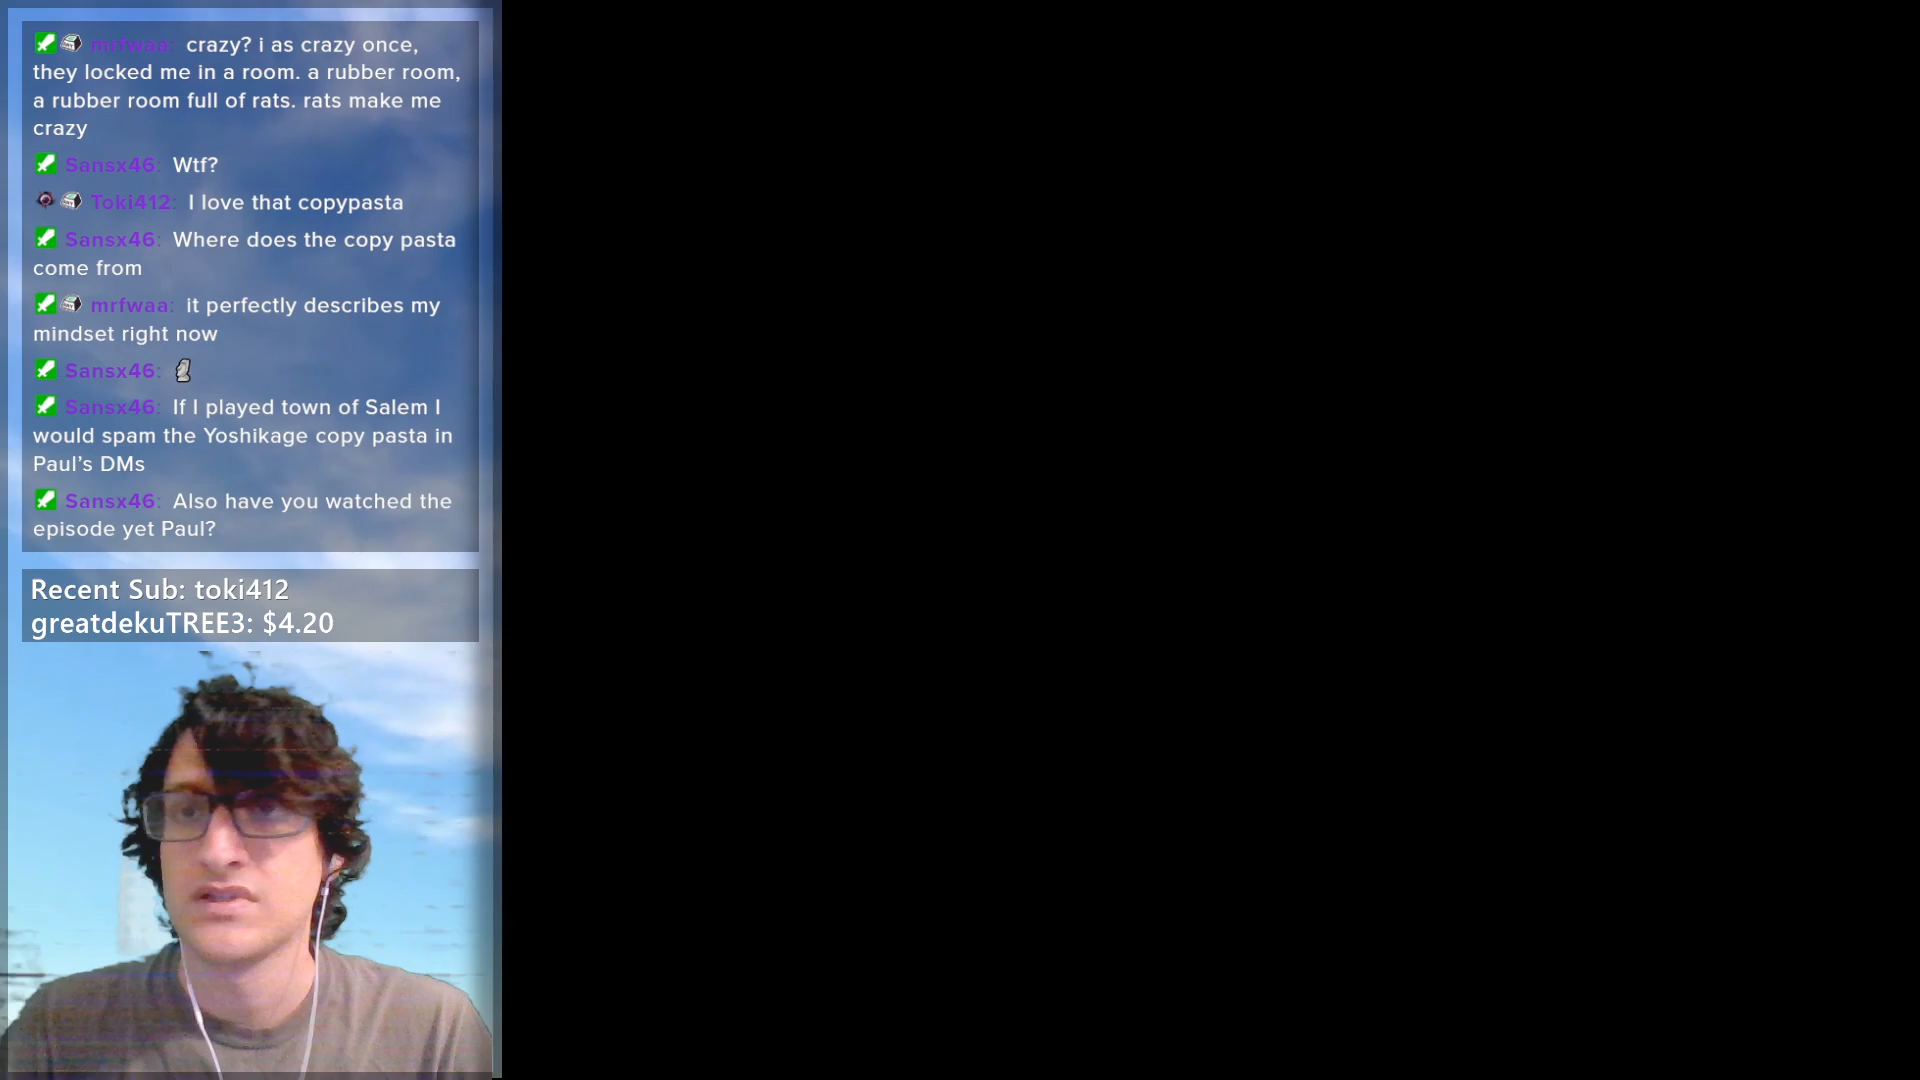 mrfwaa: crazy? i as crazy once,
they locked me in a room. a rubber room,
a rubber room full of rats. rats make me
crazy
Sansx46: Wtf?
Toki412: I love that copypasta
Sansx46: Where does the copy pasta
come from
mrfwaa: it perfectly describes my
mindset right now
Sansx46:
Sansx46: If I played town of Salem I
would spam the Yoshikage copy pasta in
Paul's DMs
Sansx46: Also have you watched the
episode yet Paul?
Recent Sub: toki412
greatdekuTREE3: $4.20